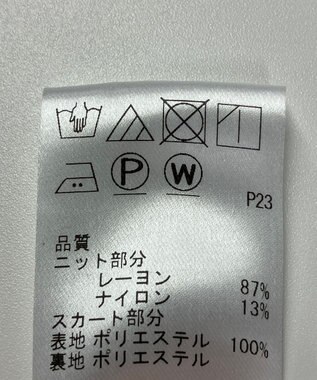 P W
P23
品質
ニット部分
レーヨン 87%
ナイロン 13%
スカート部分
表地 ポリエステル 100%
裏地 ポリエステル